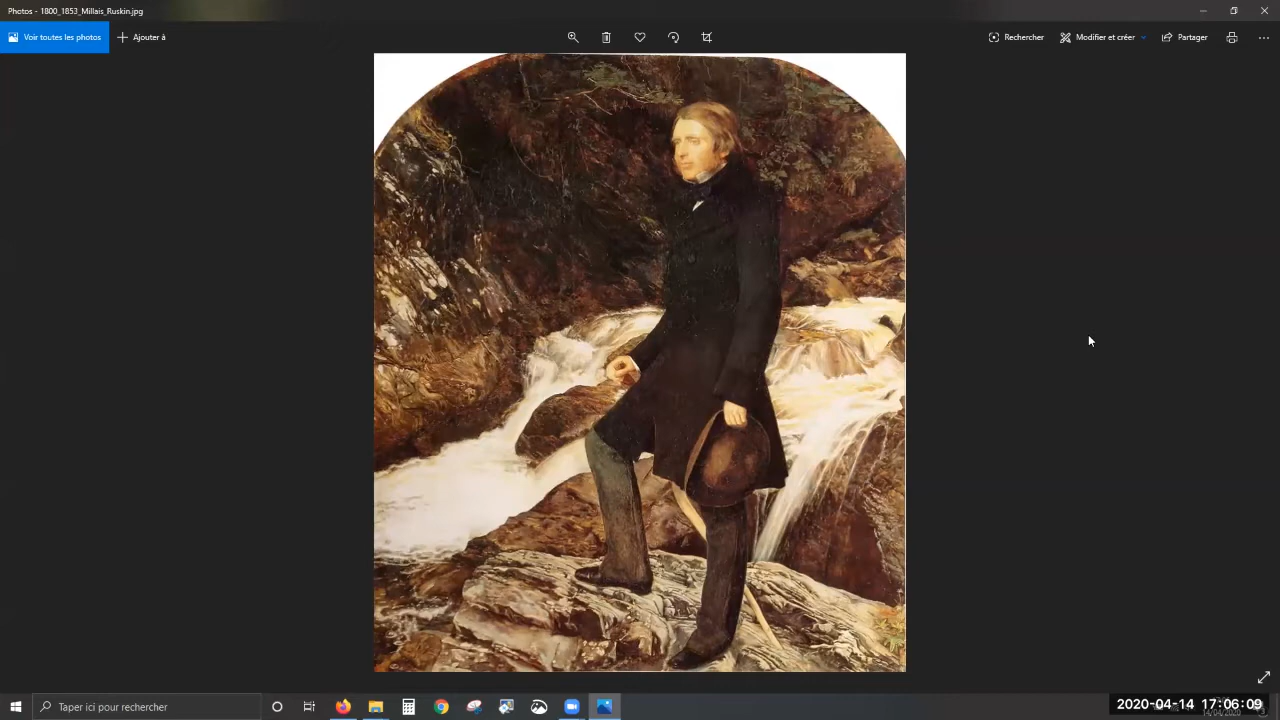 Photos - 1800_1853_Millais_Ruskin.jpg
Voir toutes les photos
Ajouter à
Rechercher
Modifier et créer
Partager
Taper ici pour rechercher
2020-04-14 17:06:09